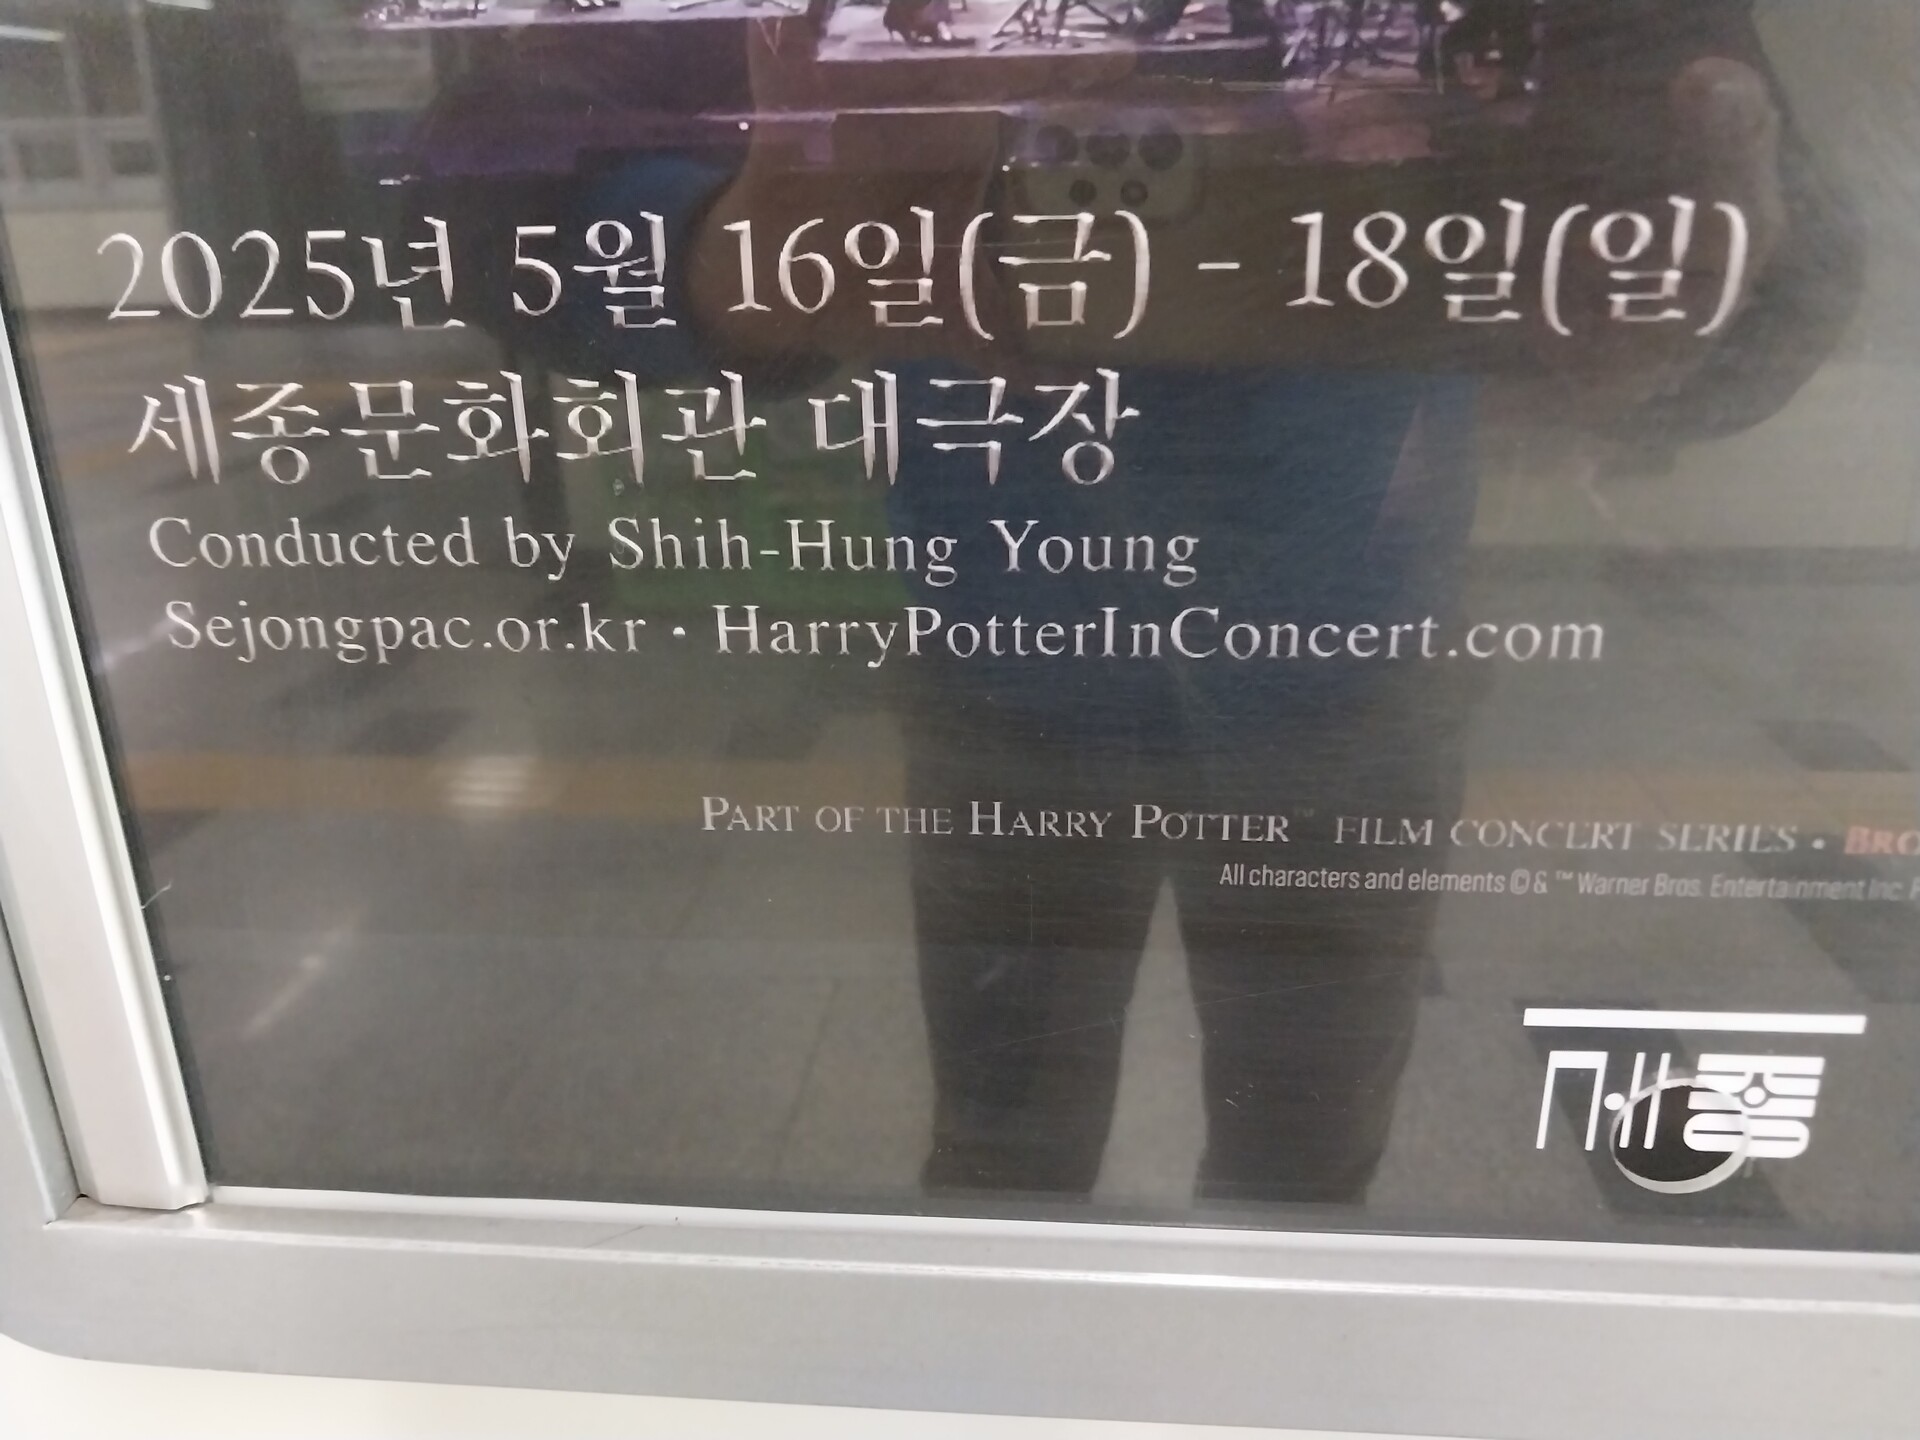 2025년 5월 16일(금) - 18일(일)
세종문화회관 대극장
Conducted by Shih-Hung Young
Sejongpac.or.kr · HarryPotterInConcert.com
PART OF THE HARRY POTTER™ FILM CONCERT SERIES •
All characters and elements © & ™ Warner Bros. Entertainment Inc.
세종